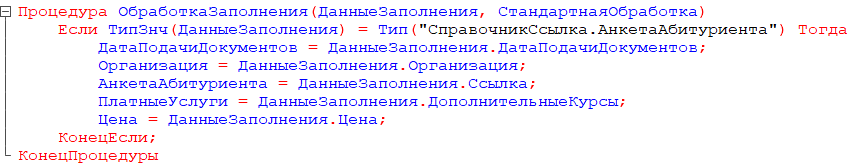 Процедура ОбработкаЗаполнения(ДанныеЗаполнения, СтандартнаяОбработка)
Если ТипЗнч(ДанныеЗаполнения) = Тип("СправочникСсылка.АнкетаАбитуриента") Тогда
ДатаПодачиДокументов = ДанныеЗаполнения.ДатаПодачиДокументов;
Организация = ДанныеЗаполнения.Организация;
АнкетаАбитуриента = ДанныеЗаполнения.Ссылка;
ПлатныеУслуги = ДанныеЗаполнения.ДополнительныеКурсы;
Цена = ДанныеЗаполнения.Цена;
КонецЕсли;
КонецПроцедуры